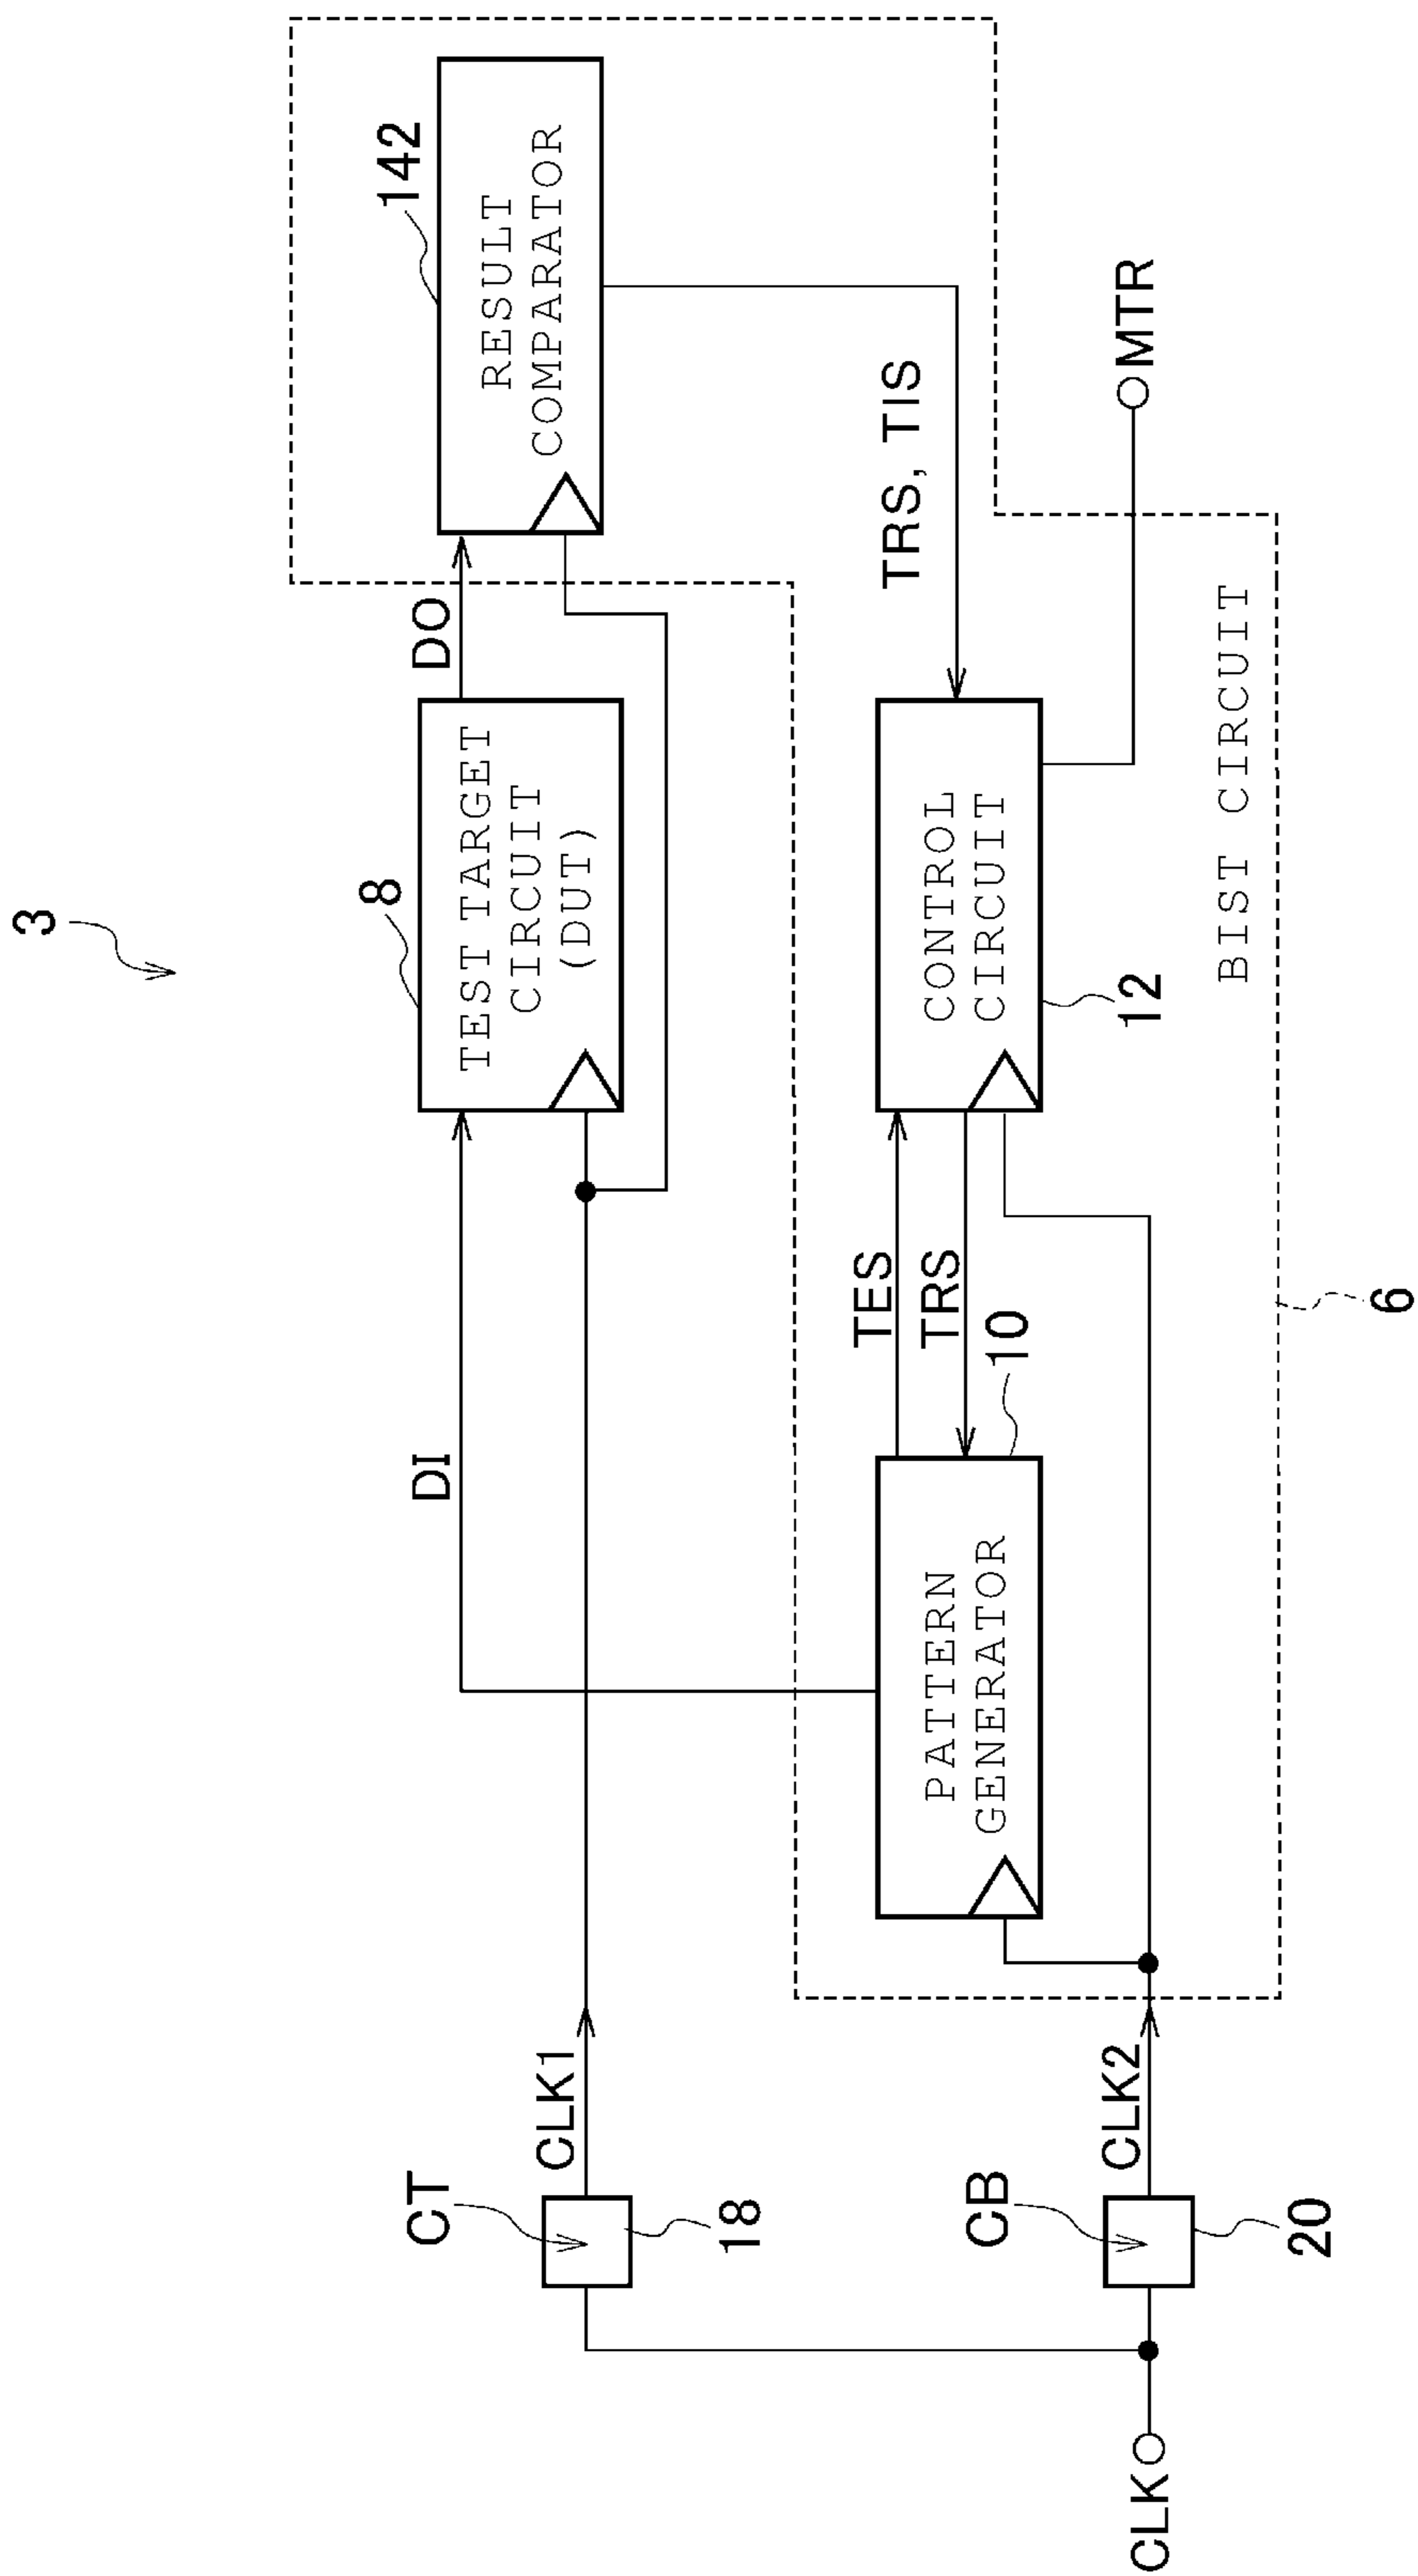 3
142
RESULT
COMPARATOR
8
TEST TARGET
CIRCUIT
(DUT)
DO
DI
TRS, TIS
MTR
CONTROL
CIRCUIT
12
TES
TRS
10
PATTERN
GENERATOR
BIST CIRCUIT
6
CT
CLK1
18
CB
CLK2
20
CLK